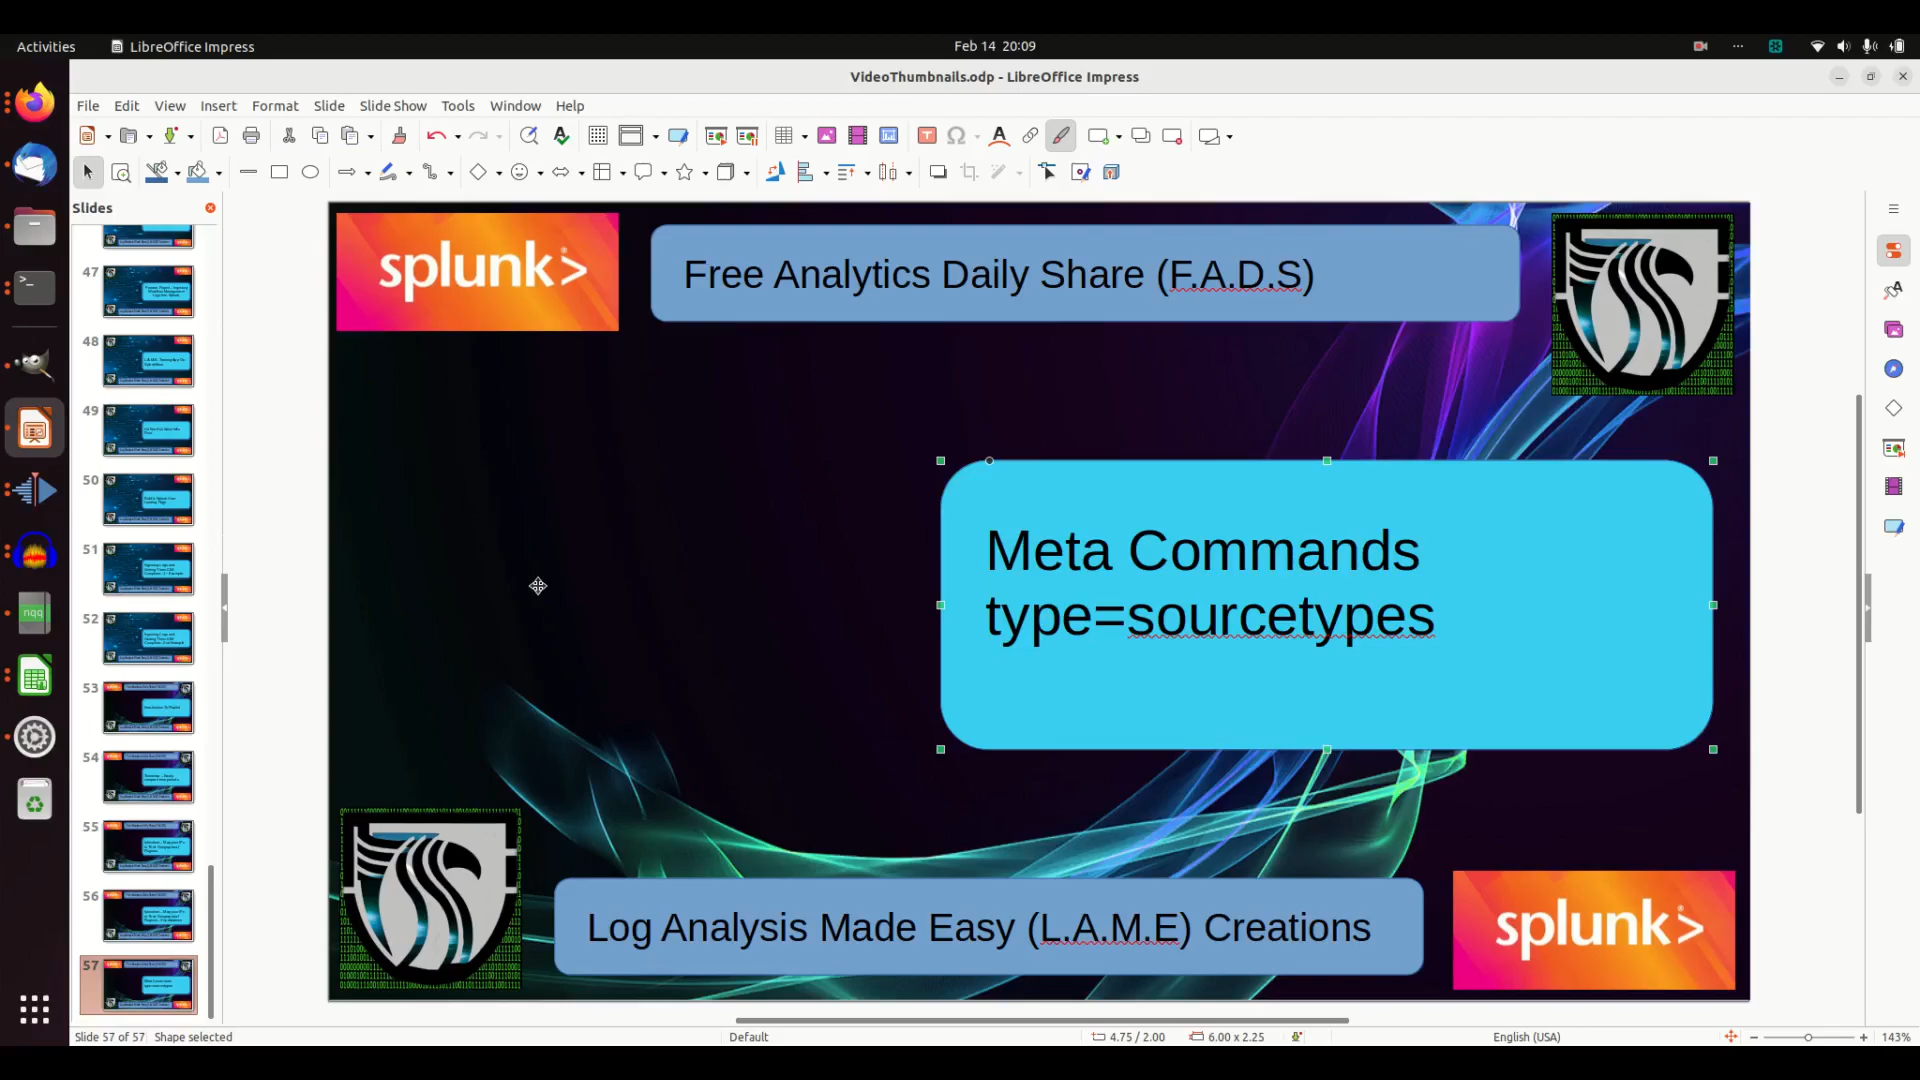 Activities
LibreOffice Impress
Feb 14 20:09
VideoThumbnails.odp - LibreOffice Impress
File Edit View Insert Format Slide Slide Show Tools Window Help
Slides
splunk>
Free Analytics Daily Share (F.A.D.S)
47
48
49
50
51
52
53
54
55
56
57
Meta Commands
type=sourcetypes
nqq
Log Analysis Made Easy (L.A.M.E) Creations
splunk>
Slide 57 of 57 Shape selected Default 4.75 / 2.00 6.00 x 2.25 English (USA) 143%